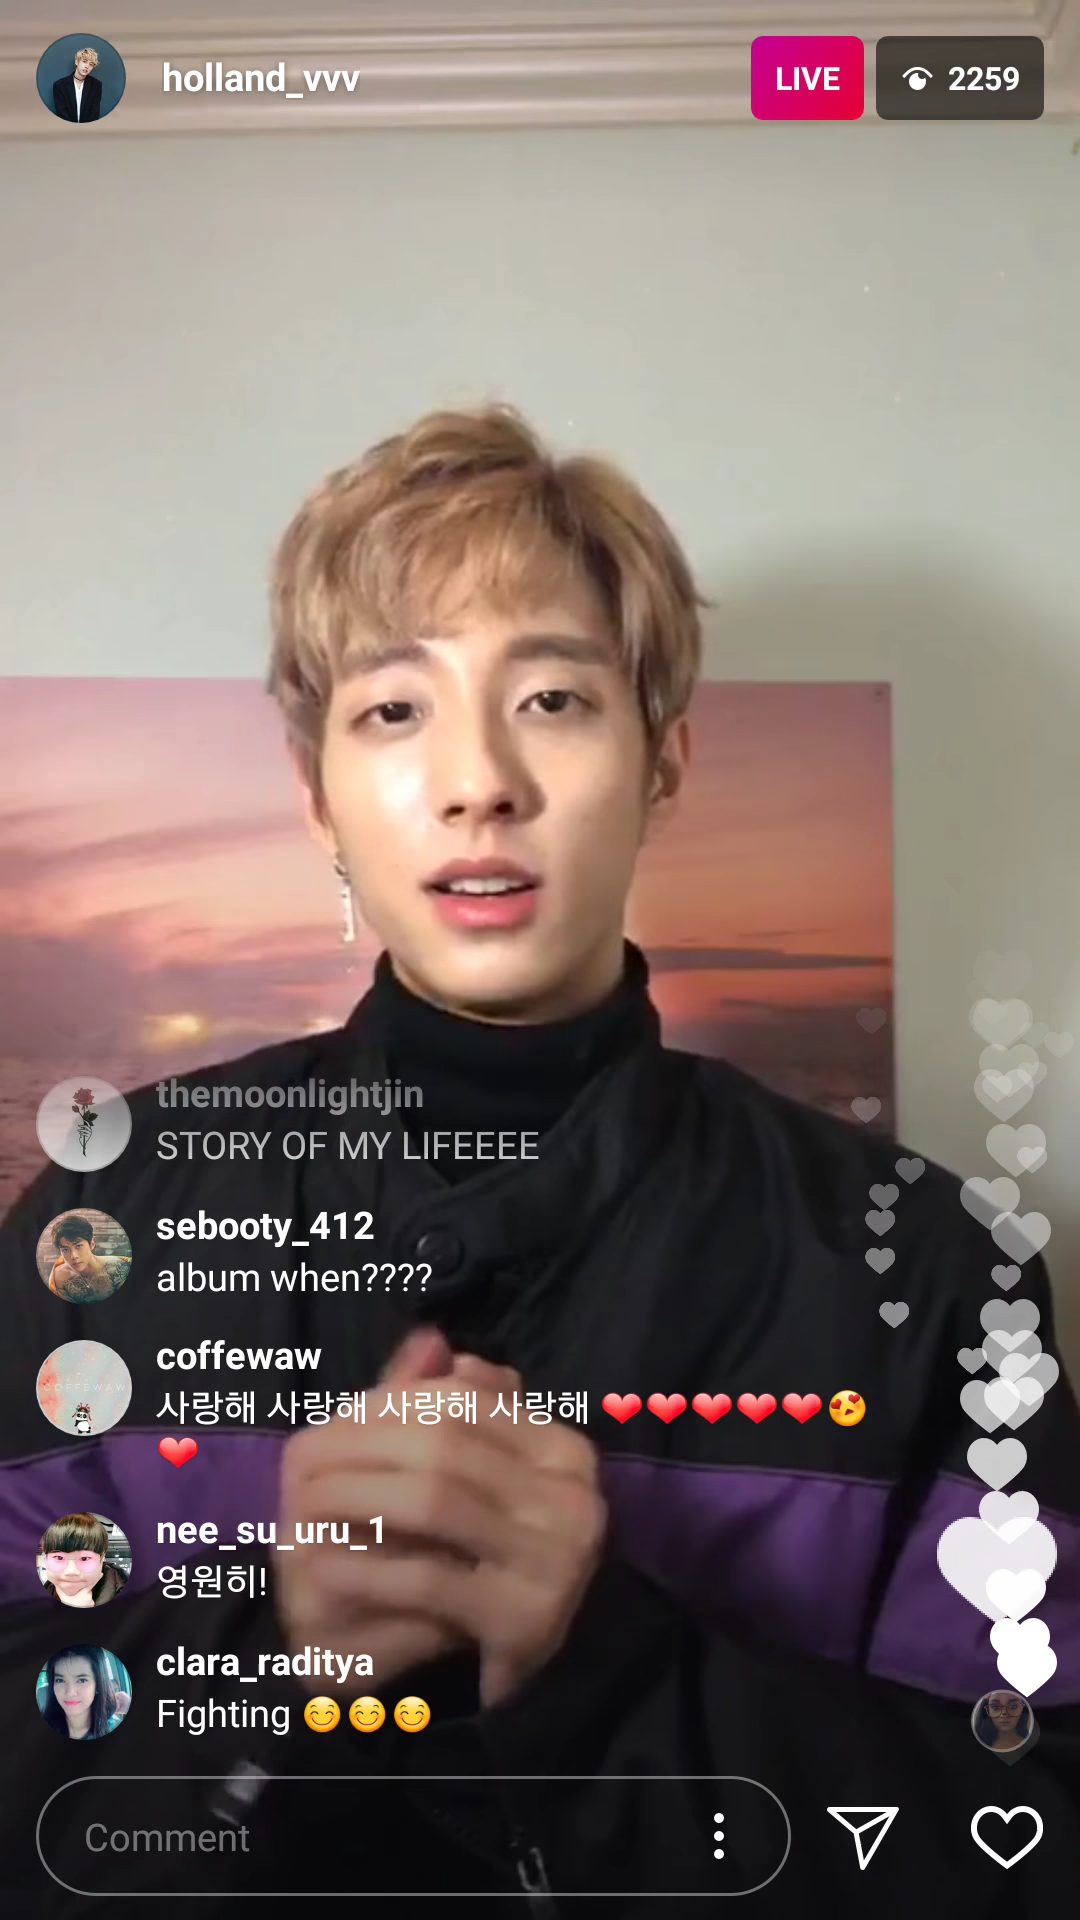 holland_vvv
LIVE
2259
themoonlightjin
STORY OF MY LIFEEEE
sebooty_412
album when????
coffewaw
사랑해 사랑해 사랑해 사랑해 ❤❤❤❤❤😍
❤
nee_su_uru_1
영원히!
clara_raditya
Fighting 😊😊😊
Comment
COFFEWAW